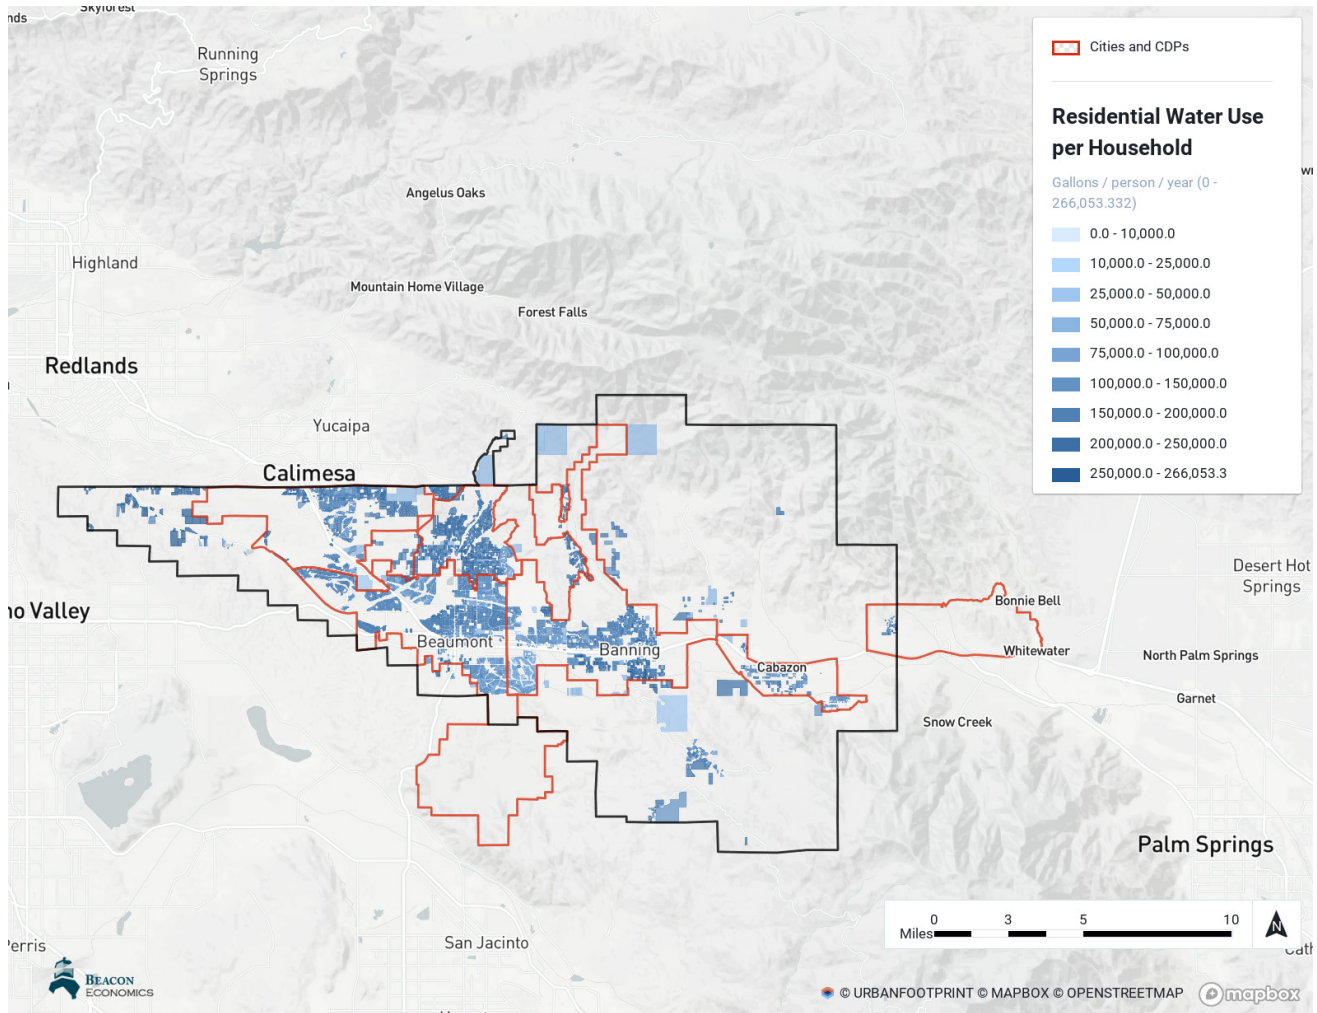 Skyforest
nds
Running
Springs
Cities and CDPs
Residential Water Use
per Household
Gallons / person / year (0 -
266,053.332)
0.0 - 10,000.0
10,000.0 - 25,000.0
25,000.0 - 50,000.0
50,000.0 - 75,000.0
75,000.0 - 100,000.0
100,000.0 - 150,000.0
150,000.0 - 200,000.0
200,000.0 - 250,000.0
250,000.0 - 266,053.3
Angelus Oaks
Highland
Mountain Home Village
Forest Falls
Redlands
Yucaipa
Calimesa
Desert Hot
Springs
no Valley
Bonnie Bell
Beaumont
Banning
Whitewater
North Palm Springs
Cabazon
Garnet
Snow Creek
Palm Springs
0 3 5 10
Miles
N
San Jacinto
Perris
Cath
BEACON
ECONOMICS
© URBANFOOTPRINT © MAPBOX © OPENSTREETMAP
mapbox